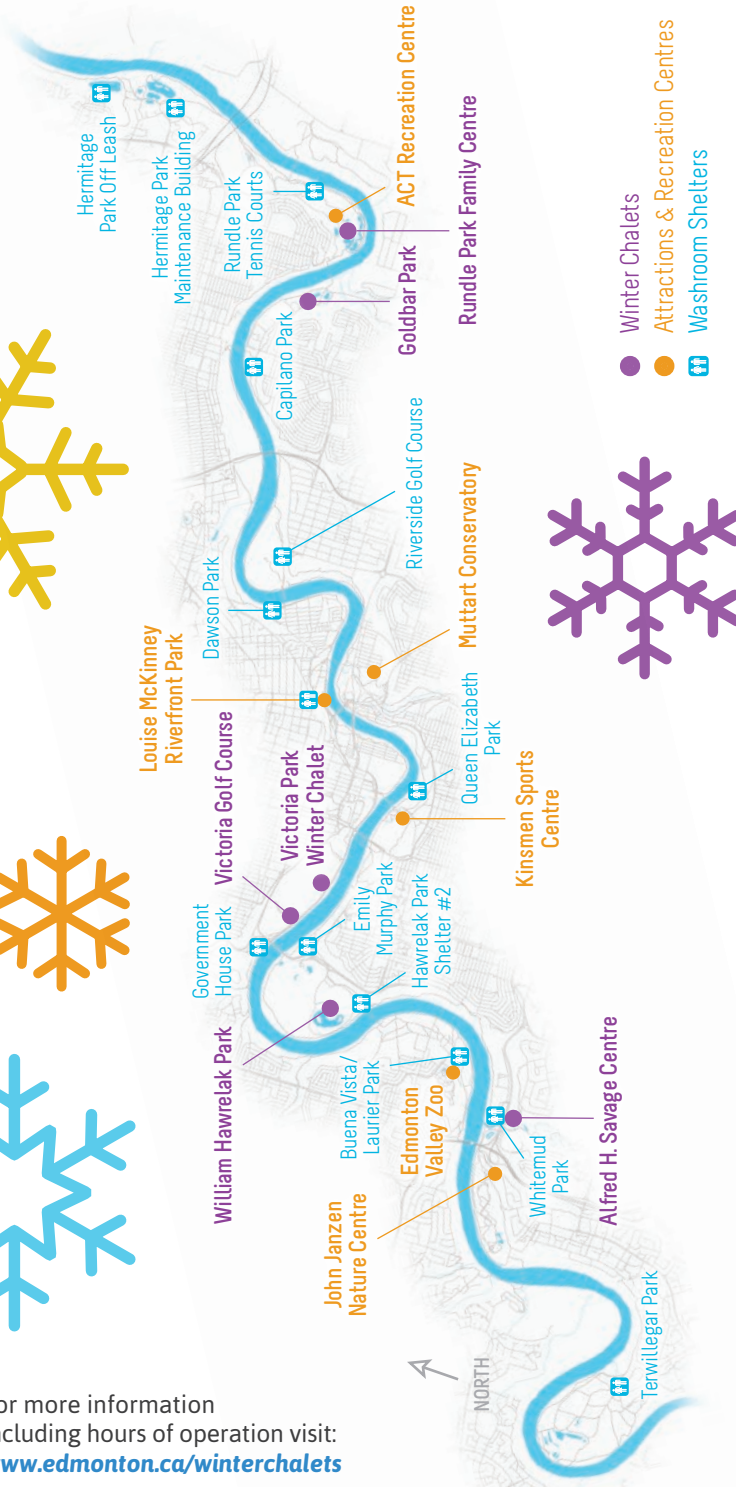 Hermitage
Park Off Leash
Hermitage Park
Maintenance Building
Rundle Park
Tennis Courts
ACT Recreation Centre
Rundle Park Family Centre
Goldbar Park
Capilano Park
Riverside Golf Course
Dawson Park
Muttart Conservatory
Louise McKinney
Riverfront Park
Queen Elizabeth
Park
Kinsmen Sports
Centre
Victoria Golf Course
Victoria Park
Winter Chalet
Government
House Park
Emily
Murphy Park
Hawrelak Park
Shelter #2
William Hawrelak Park
Buena Vista/
Laurier Park
Edmonton
Valley Zoo
John Janzen
Nature Centre
Whitemud
Park
Alfred H. Savage Centre
Terwillegar Park
NORTH
Winter Chalets
Attractions & Recreation Centres
Washroom Shelters
or more information
cluding hours of operation visit:
ww.edmonton.ca/winterchalets